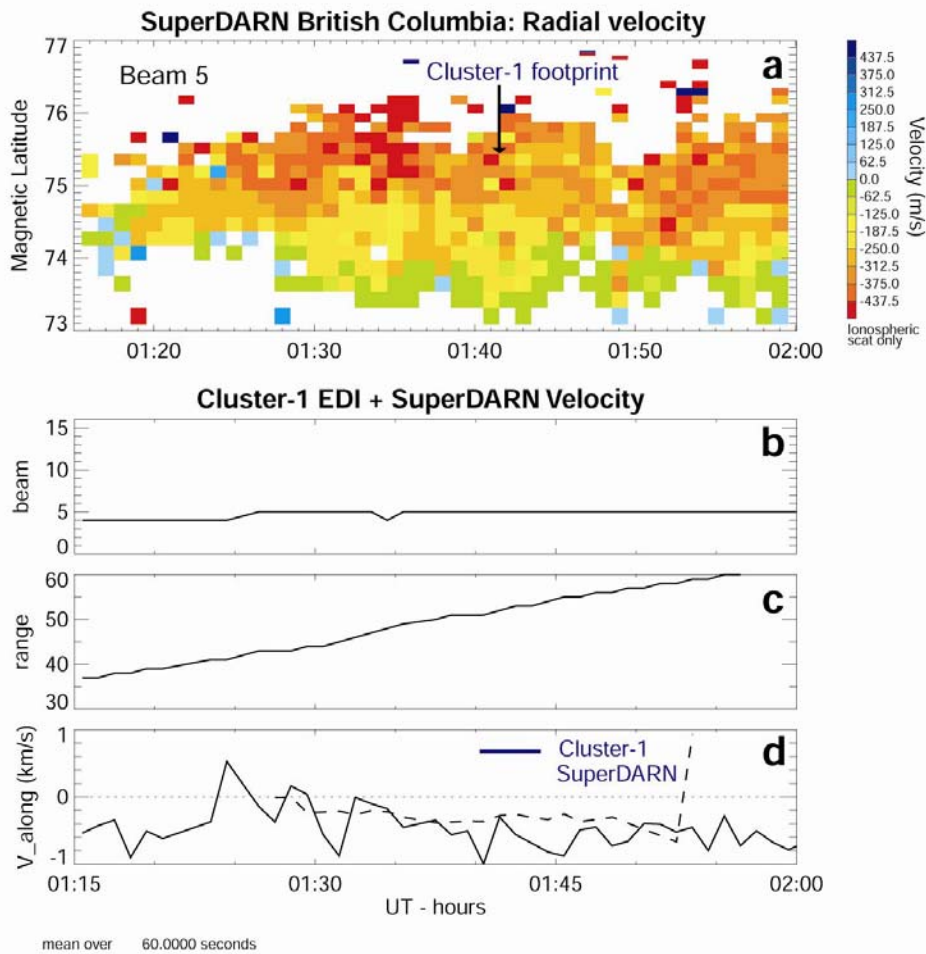 SuperDARN British Columbia: Radial velocity
77
76
75
74
73
Magnetic Latitude
Beam 5
Cluster-1 footprint
a
01:20
01:30
01:40
01:50
02:00
437.5
375.0
312.5
250.0
187.5
125.0
62.5
0.0
-62.5
-125.0
-187.5
-250.0
-312.5
-375.0
-437.5
Velocity (m/s)
Ionospheric
scat only
Cluster-1 EDI + SuperDARN Velocity
15
10
5
0
beam
b
60
50
40
30
range
c
1
0
-1
V_along (km/s)
Cluster-1
SuperDARN
d
01:15
01:30
01:45
02:00
UT - hours
mean over 60.0000 seconds